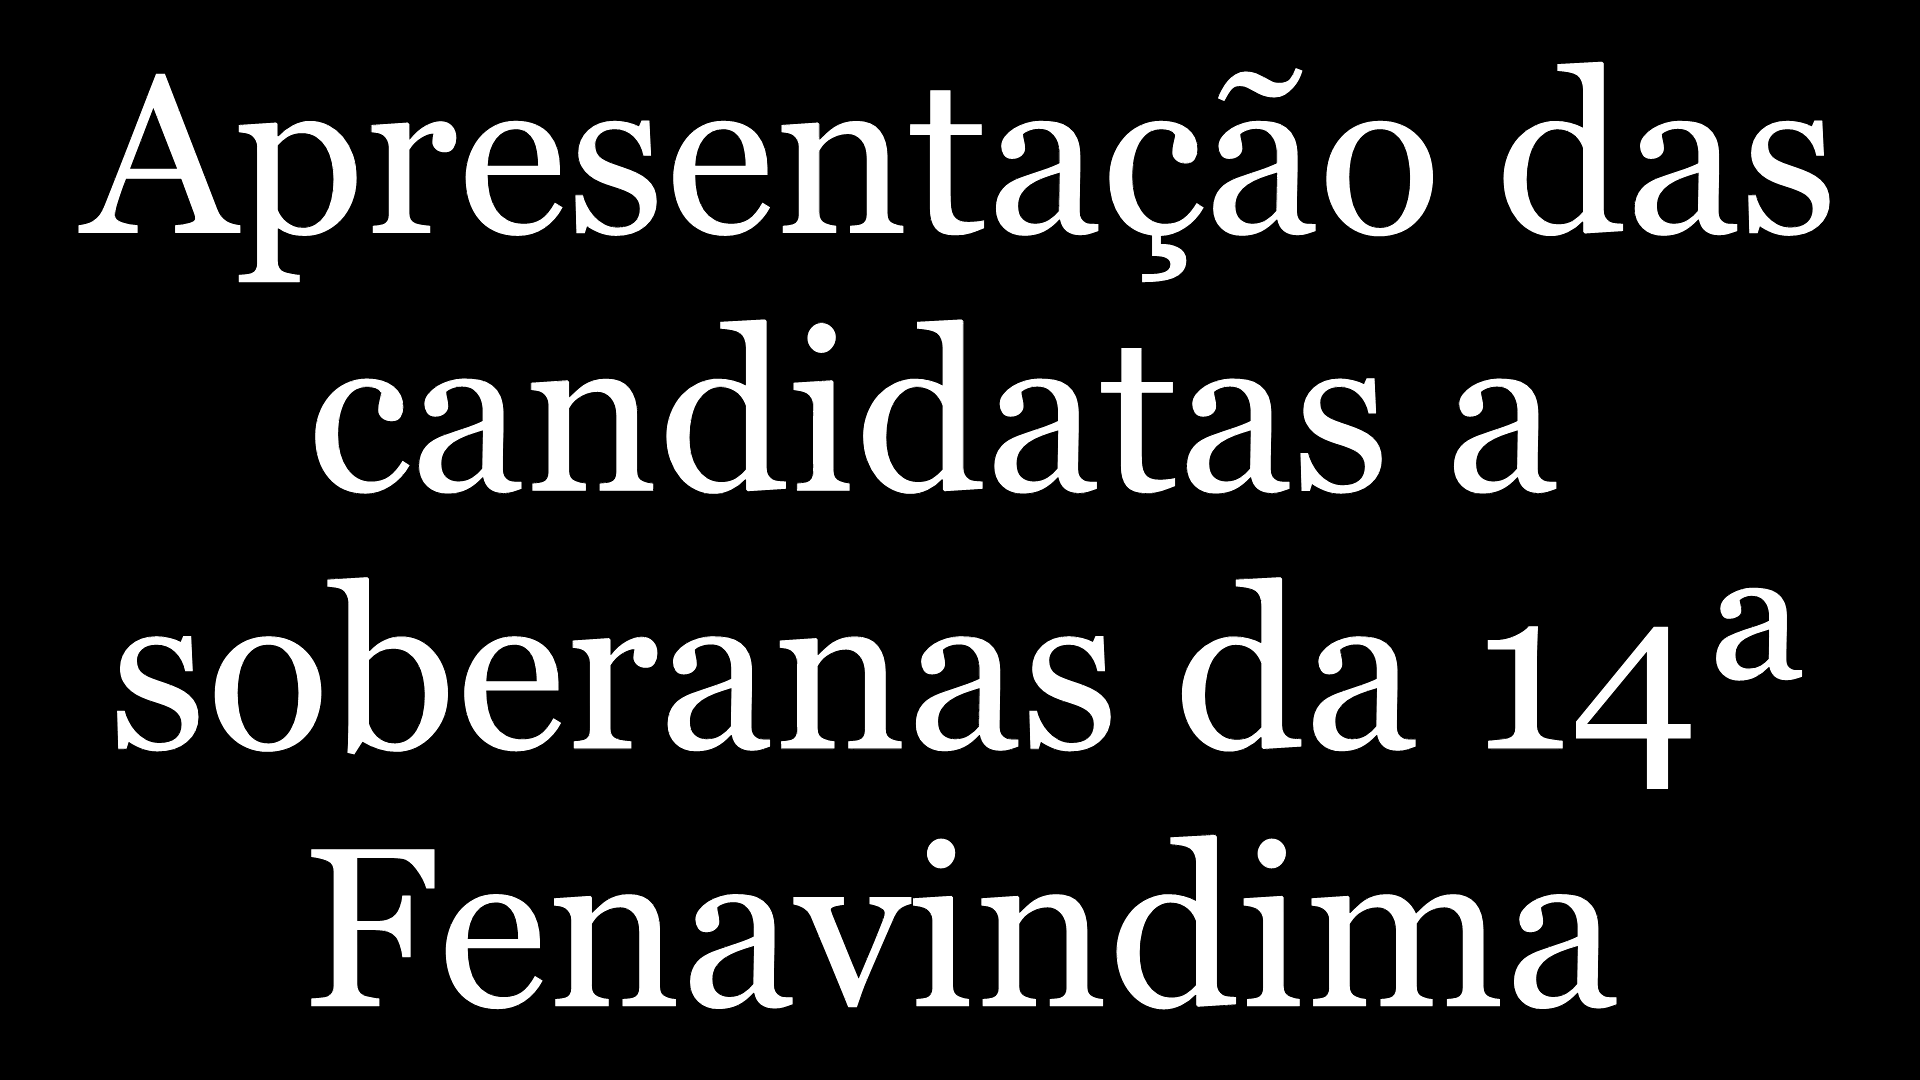 Apresentação das
candidatas a
soberanas da 14ª
Fenavindima